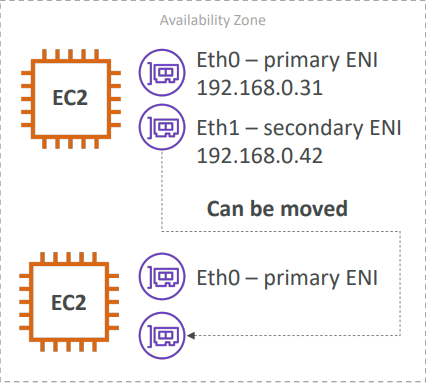 Availability Zone
EC2
Eth0 – primary ENI
192.168.0.31
Eth1 – secondary ENI
192.168.0.42
Can be moved
EC2
Eth0 – primary ENI